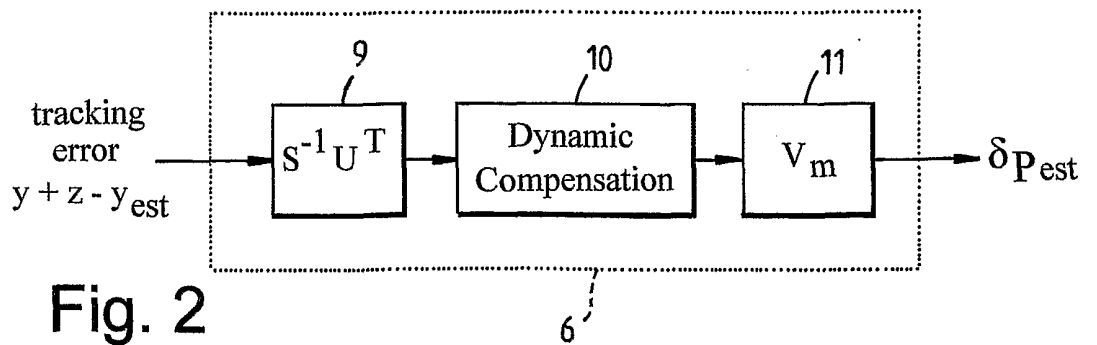 9
10
11
tracking
error
y + z - y_est
S^-1 U^T
Dynamic
Compensation
V_m
δP_est
Fig. 2
6